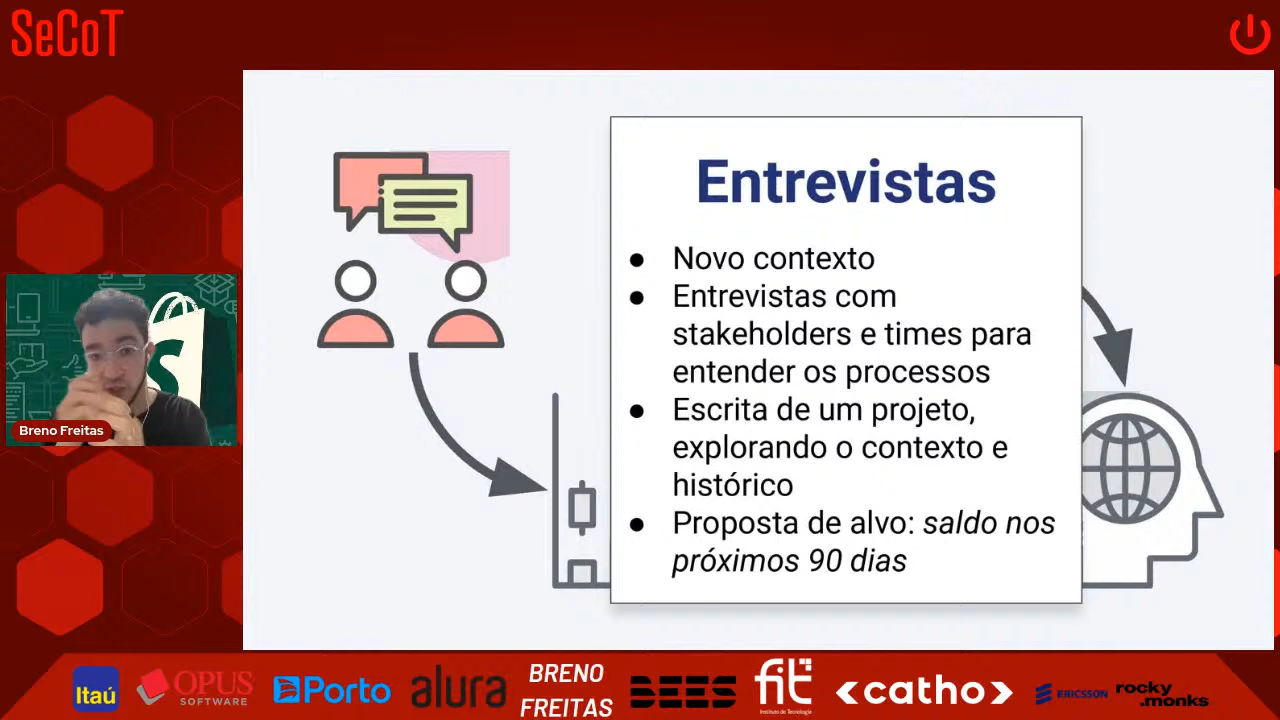 SeCoT
Entrevistas
● Novo contexto
● Entrevistas com
stakeholders e times para
entender os processos
● Escrita de um projeto,
explorando o contexto e
histórico
● Proposta de alvo: saldo nos
próximos 90 dias
S
Breno Freitas
Itaú
OPUS
SOFTWARE
Porto
alura
BRENO
FREITAS
BEES
fit
Instituto de Tecnologia
<catho>
ERICSSON
rocky
.monks